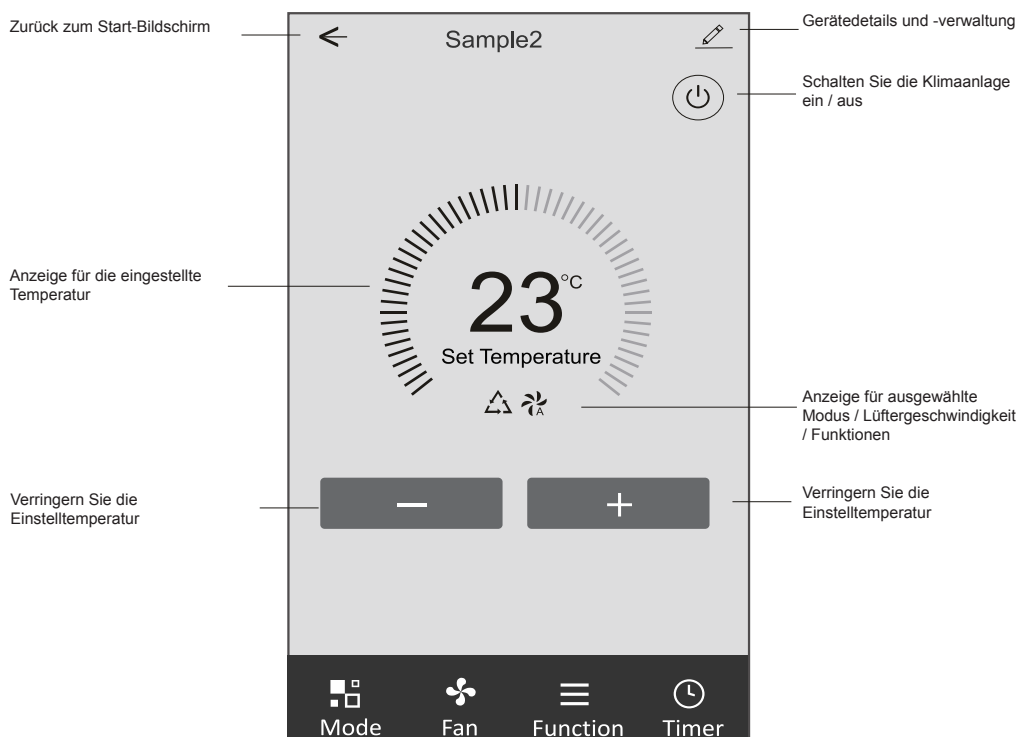 Zurück zum Start-Bildschirm
Sample2
Gerätedetails und -verwaltung
Schalten Sie die Klimaanlage
ein / aus
Anzeige für die eingestellte
Temperatur
23°C
Set Temperature
A
Anzeige für ausgewählte
Modus / Lüftergeschwindigkeit
/ Funktionen
Verringern Sie die
Einstelltemperatur
Verringern Sie die
Einstelltemperatur
Mode Fan Function Timer